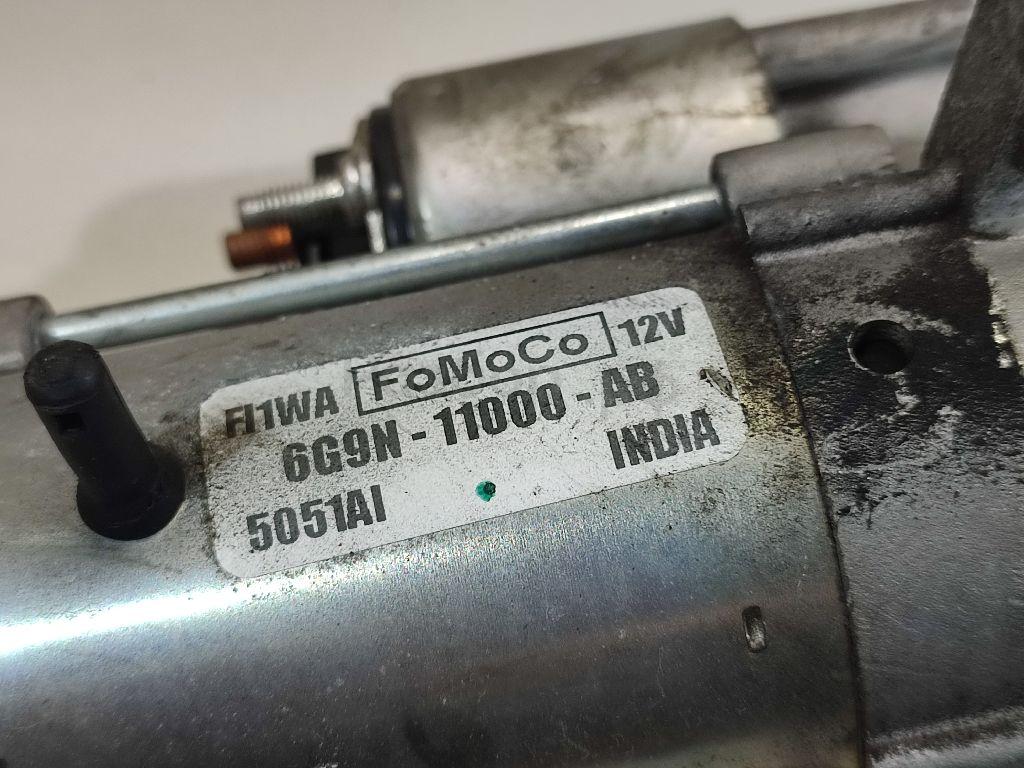 FI1WA FoMoCo 12V
6G9N - 11000 - AB
5051AI INDIA